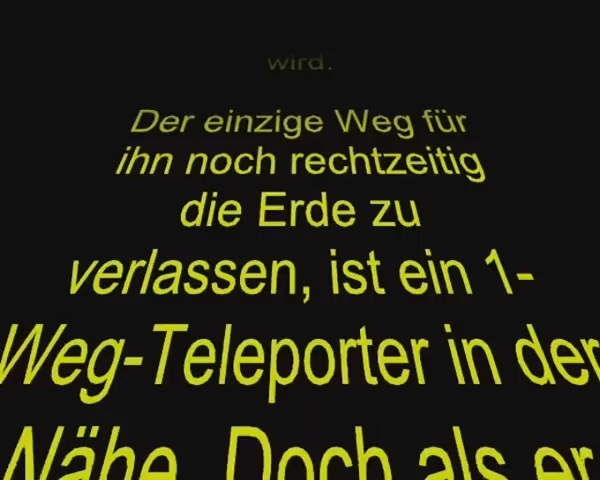 wird.
Der einzige Weg für
ihn noch rechtzeitig
die Erde zu
verlassen, ist ein 1-
Weg-Teleporter in der
Nähe. Doch als er